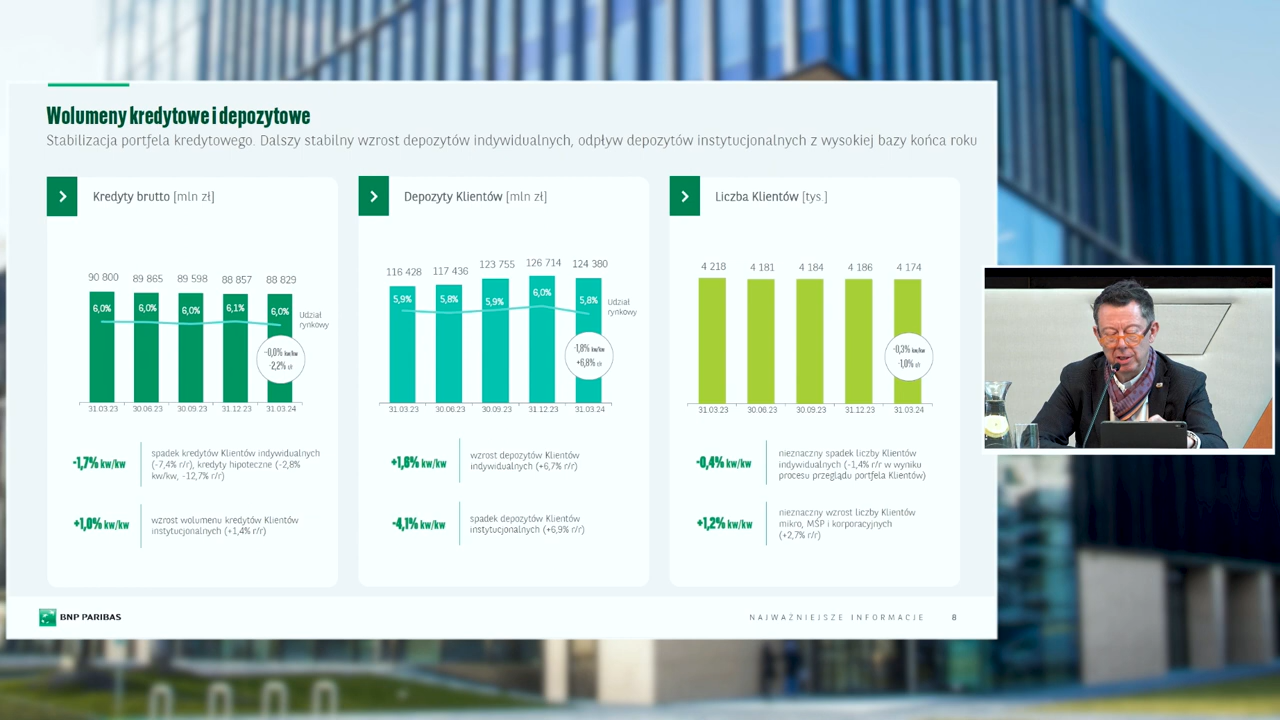 Wolumeny kredytowe i depozytowe
Stabilizacja portfela kredytowego. Dalszy stabilny wzrost depozytów indywidualnych, odpływ depozytów instytucjonalnych z wysokiej bazy końca roku
Kredyty brutto [mln zł]
90 800 89 865 89 598 88 857 88 829
6,0% 6,0% 6,0% 6,1% 6,0%
Udział
rynkowy
-0,0% kw/kw
-2,2% r/r
31.03.23 30.06.23 30.09.23 31.12.23 31.03.24
-1,7% kw/kw
spadek kredytów Klientów indywidualnych
(-7,4% r/r), kredyty hipoteczne (-2,8%
kw/kw, -12,7% r/r)
+1,0% kw/kw
wzrost wolumenu kredytów Klientów
instytucjonalnych (+1,4% r/r)
Depozyty Klientów [mln zł]
116 428 117 436 123 755 126 714 124 380
5,9% 5,8% 5,9% 6,0% 5,8%
Udział
rynkowy
-1,8% kw/kw
+6,8% r/r
31.03.23 30.06.23 30.09.23 31.12.23 31.03.24
+1,6% kw/kw
wzrost depozytów Klientów
indywidualnych (+6,7% r/r)
-4,1% kw/kw
spadek depozytów Klientów
instytucjonalnych (+6,9% r/r)
Liczba Klientów [tys.]
4 218 4 181 4 184 4 186 4 174
-0,3% kw/kw
-1,0% r/r
31.03.23 30.06.23 30.09.23 31.12.23 31.03.24
-0,4% kw/kw
nieznaczny spadek liczby Klientów
indywidualnych (-1,4% r/r w wyniku
procesu przeglądu portfela Klientów)
+1,2% kw/kw
nieznaczny wzrost liczby Klientów
mikro, MŚP i korporacyjnych
(+2,7% r/r)
BNP PARIBAS
NAJWAŻNIEJSZE INFORMACJE 8